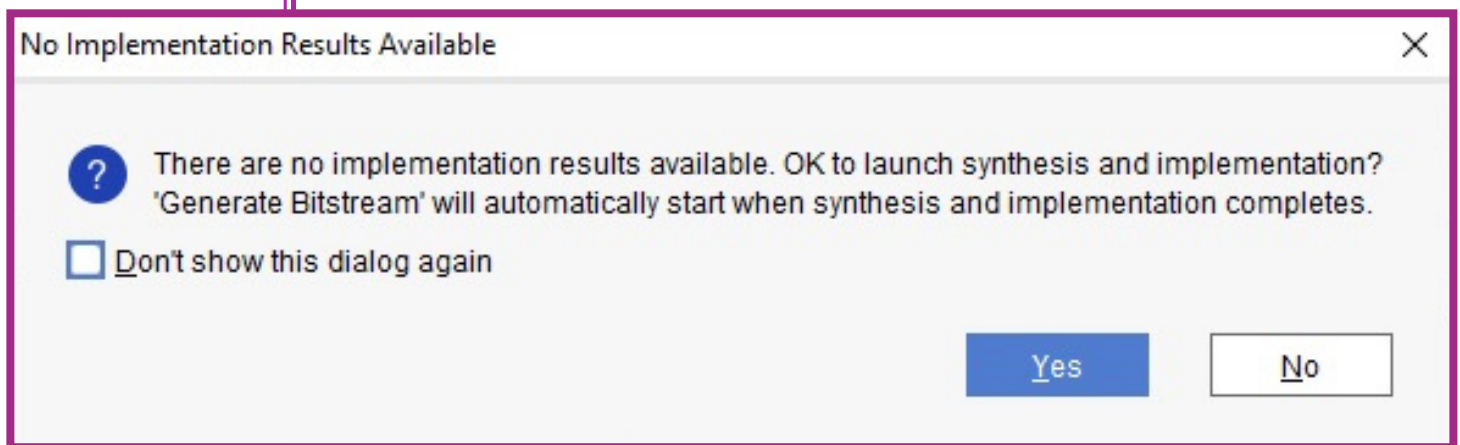 No Implementation Results Available
?
There are no implementation results available. OK to launch synthesis and implementation?
'Generate Bitstream' will automatically start when synthesis and implementation completes.
Don't show this dialog again
Yes
No